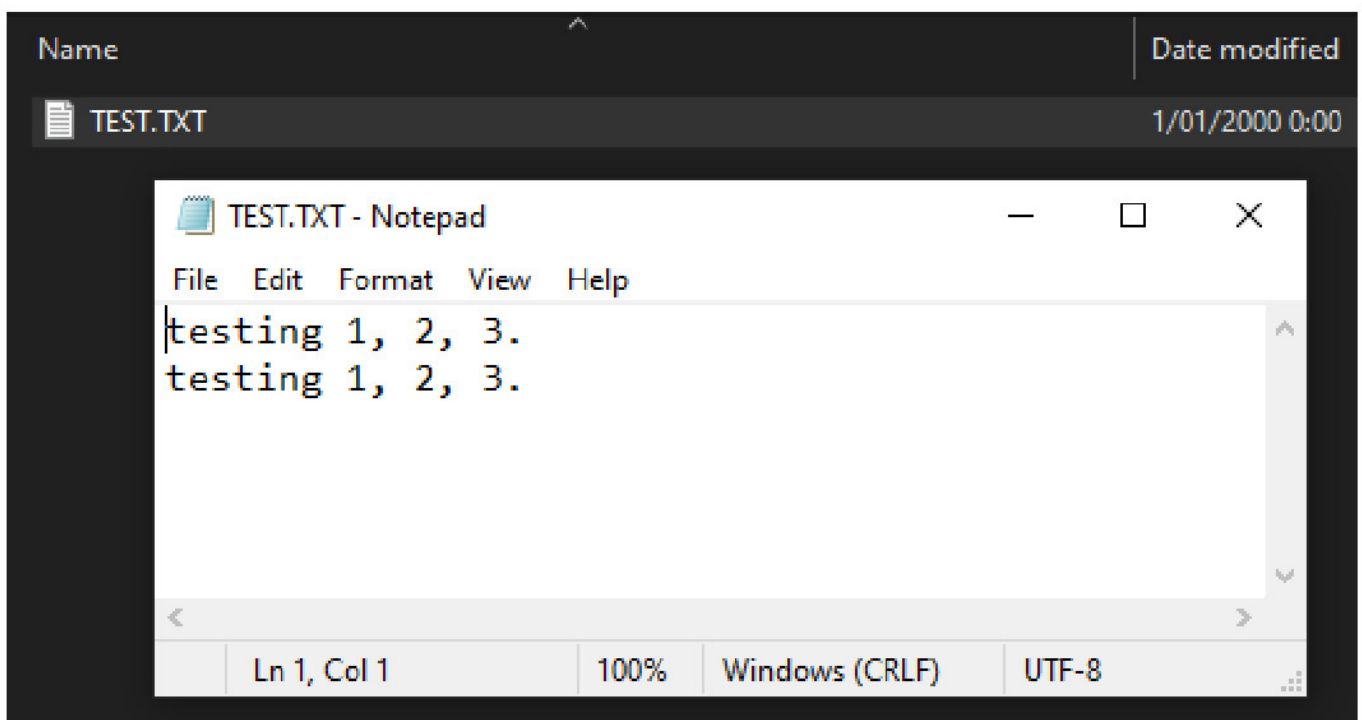 Name Date modified
TEST.TXT 1/01/2000 0:00
TEST.TXT - Notepad
File Edit Format View Help
testing 1, 2, 3.
testing 1, 2, 3.
Ln 1, Col 1 100% Windows (CRLF) UTF-8